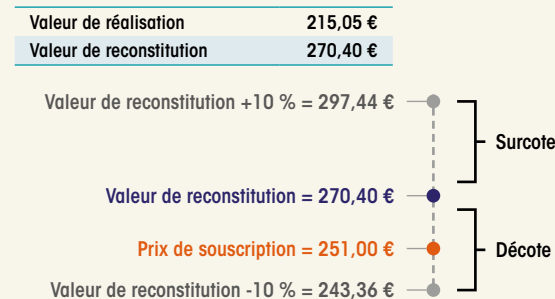 Valeur de réalisation 215,05 €
Valeur de reconstitution 270,40 €
Valeur de reconstitution +10 % = 297,44 €
Surcote
Valeur de reconstitution = 270,40 €
Prix de souscription = 251,00 €
Décote
Valeur de reconstitution -10 % = 243,36 €